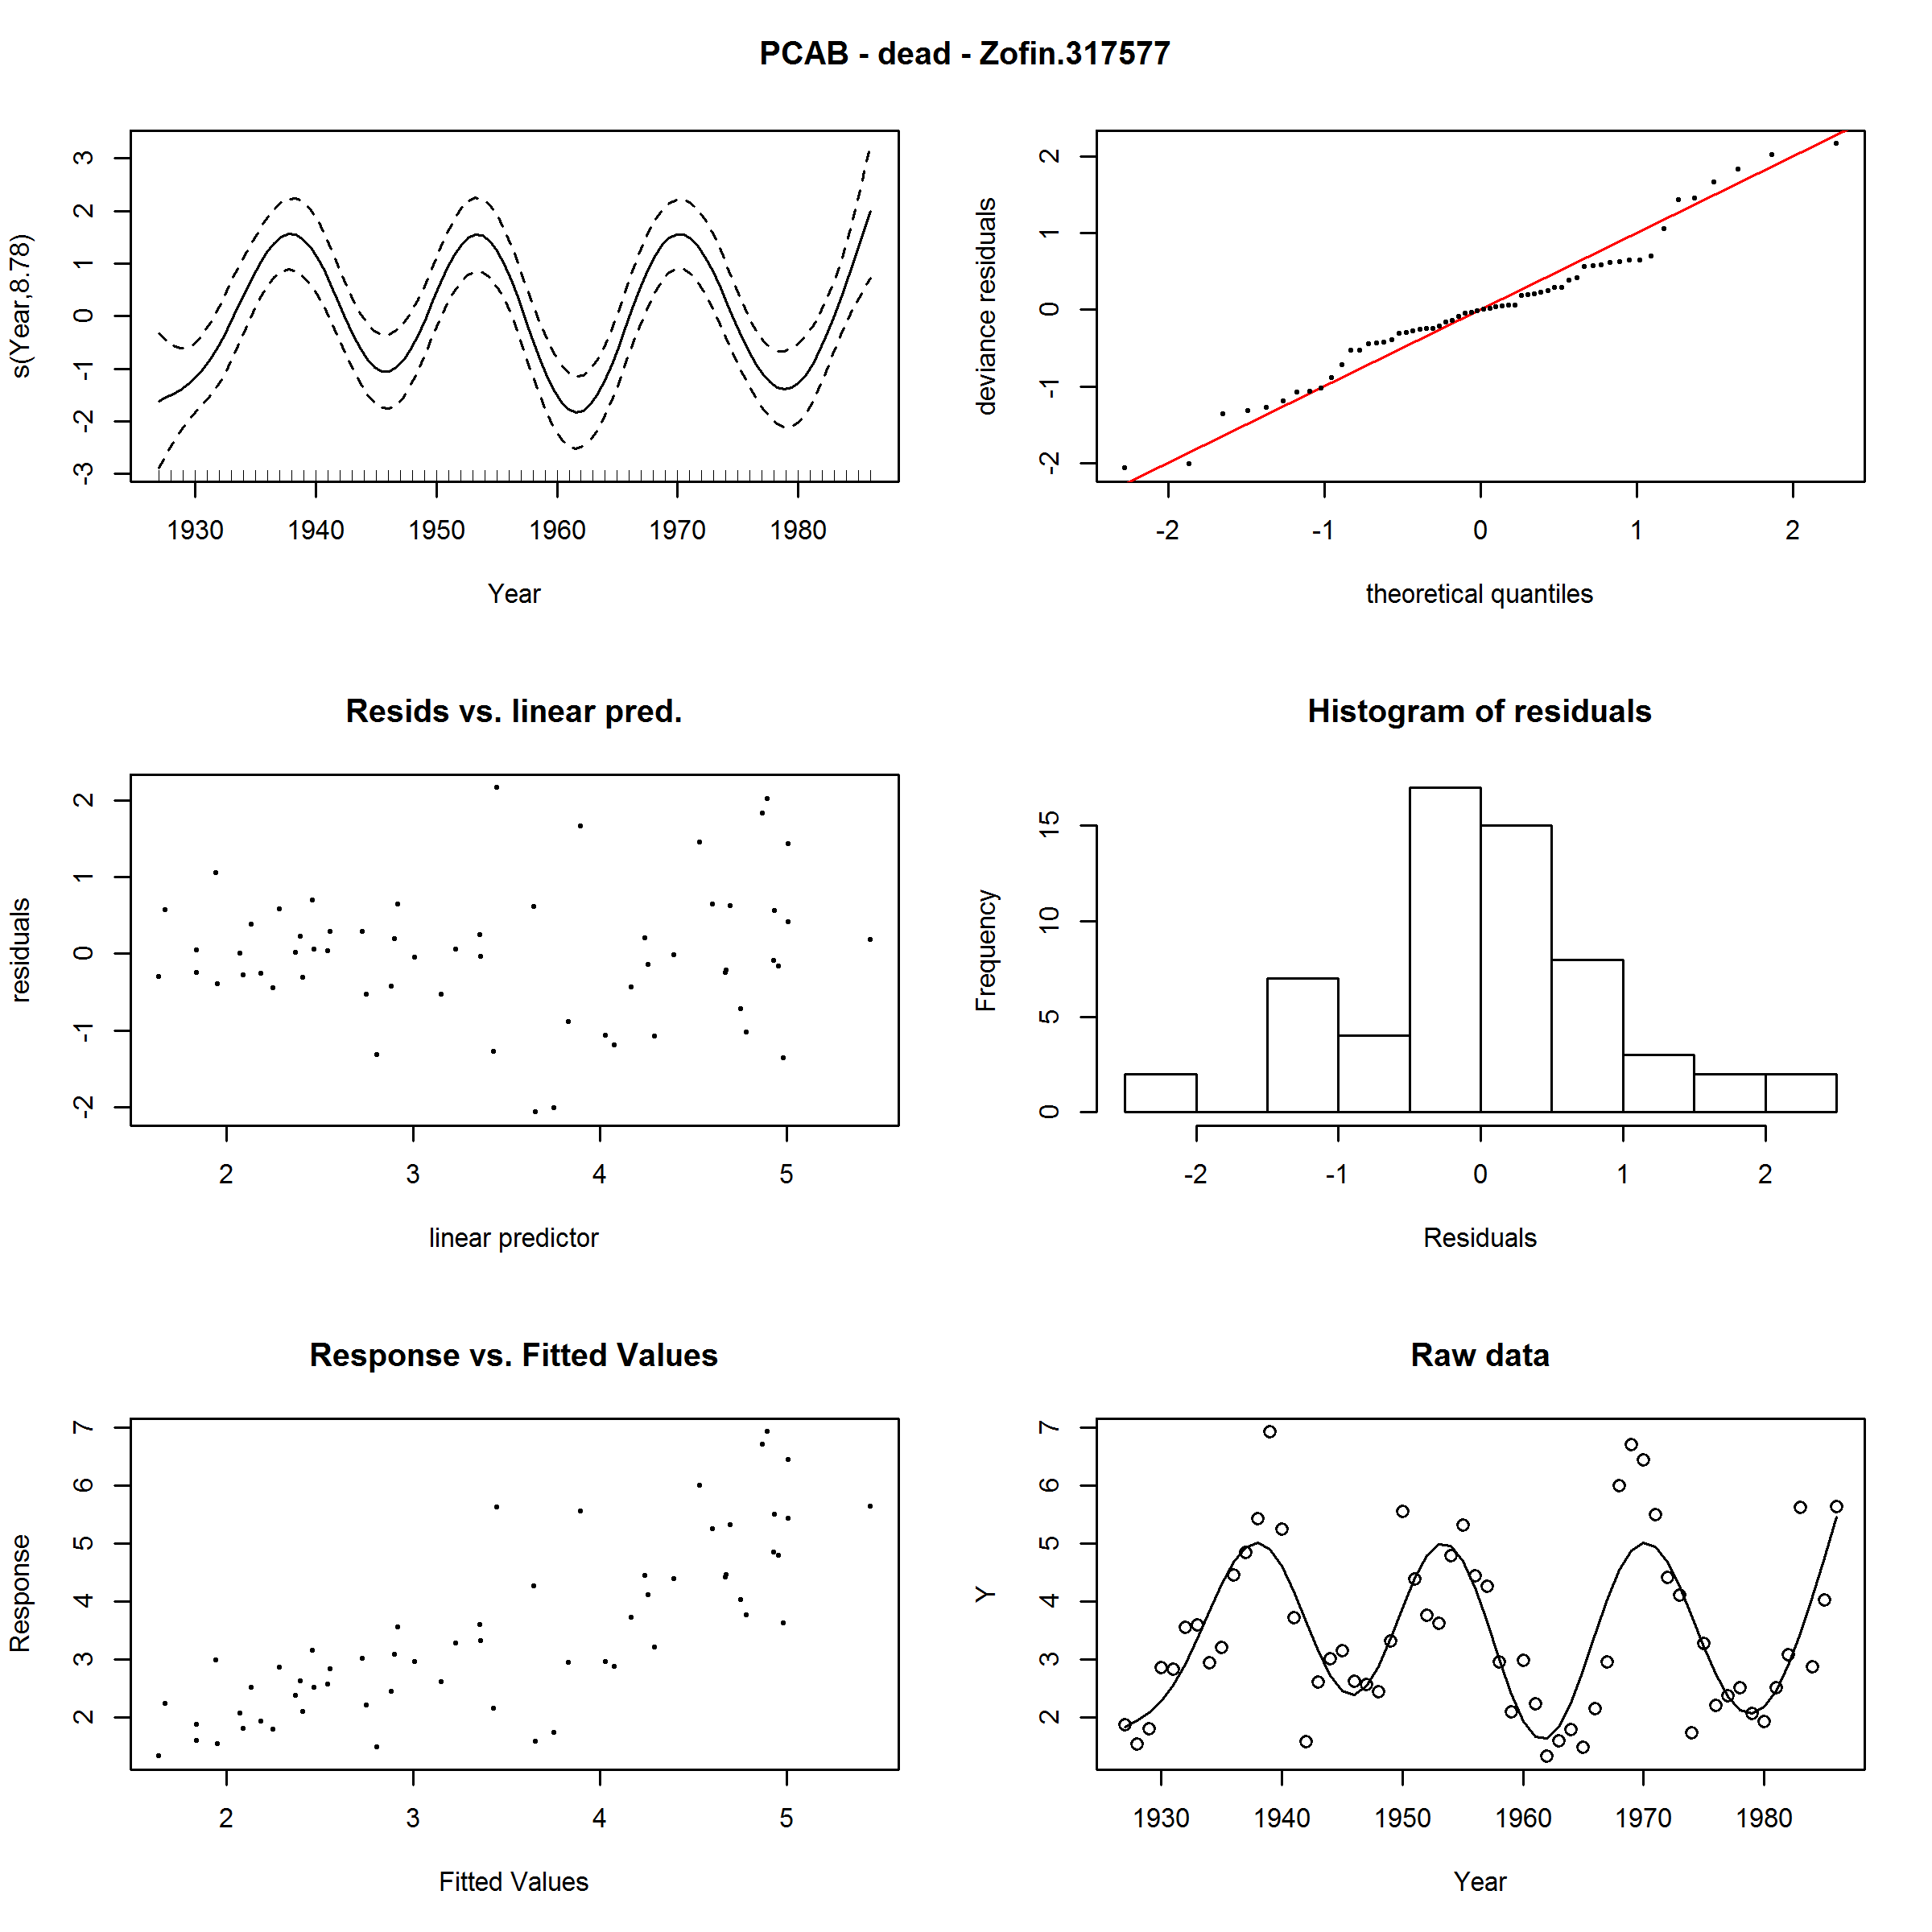 PCAB - dead - Zofin.317577
s(Year,8.78)
3
2
1
0
-1
-2
-3
1930 1940 1950 1960 1970 1980
Year
deviance residuals
2
1
0
-1
-2
-2 -1 0 1 2
theoretical quantiles
Resids vs. linear pred.
residuals
2
1
0
-1
-2
2 3 4 5
linear predictor
Histogram of residuals
Frequency
15
10
5
0
-2 -1 0 1 2
Residuals
Response vs. Fitted Values
Response
7
6
5
4
3
2
2 3 4 5
Fitted Values
Raw data
Y
7
6
5
4
3
2
1930 1940 1950 1960 1970 1980
Year